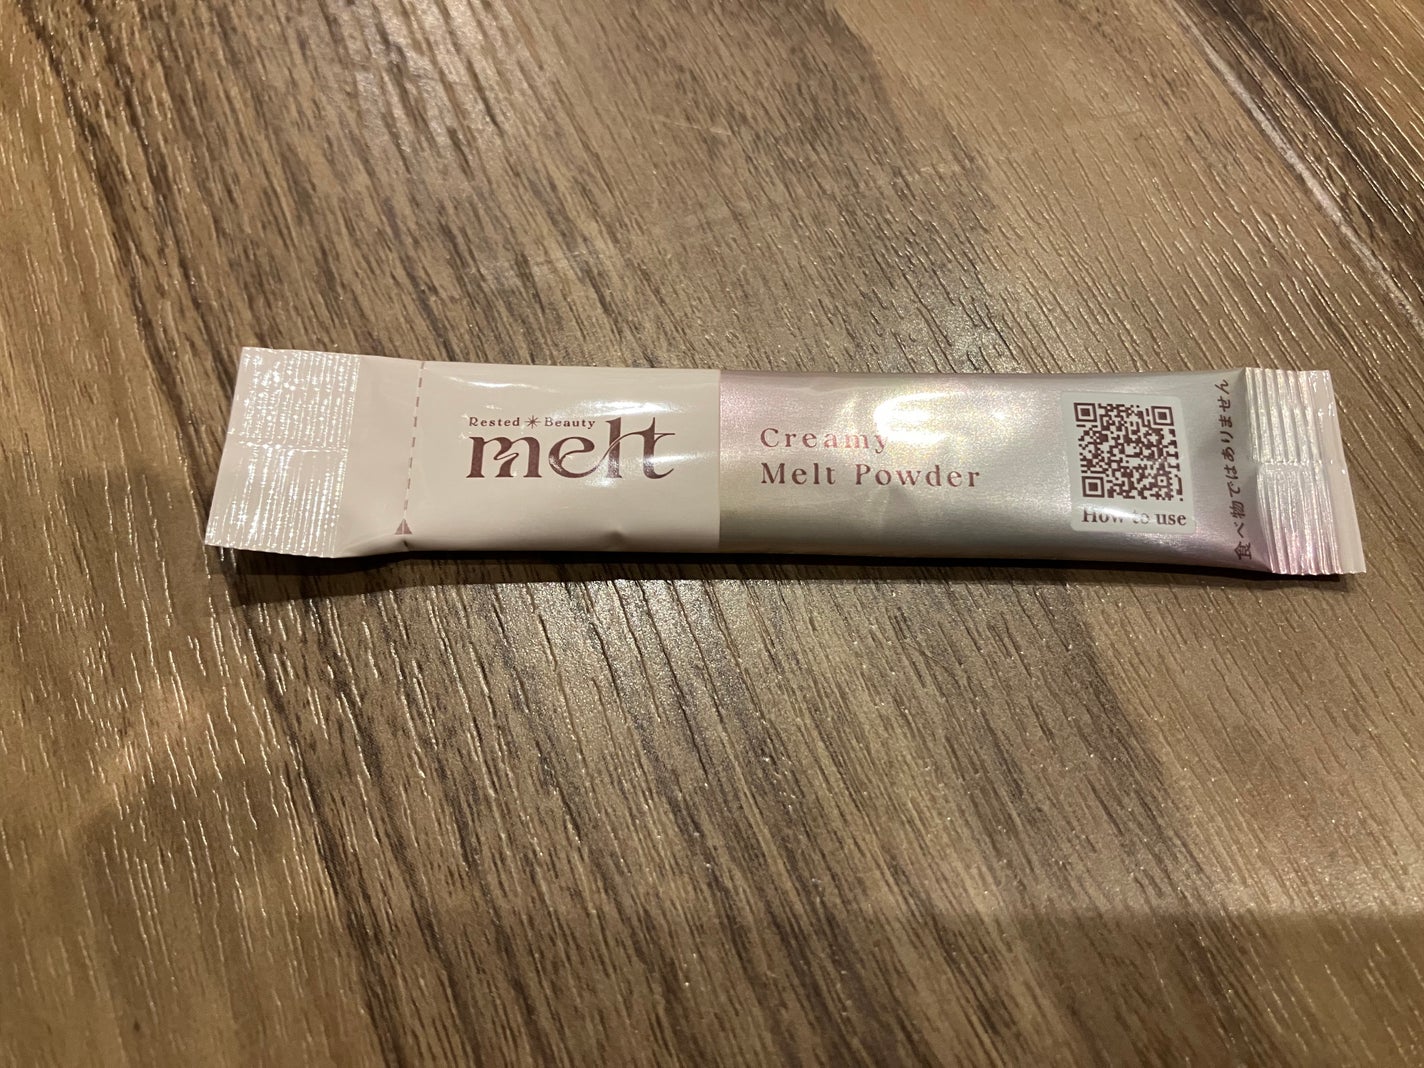 Rested Beauty
melt
Creamy
Melt Powder
How to use
食べ物ではありません